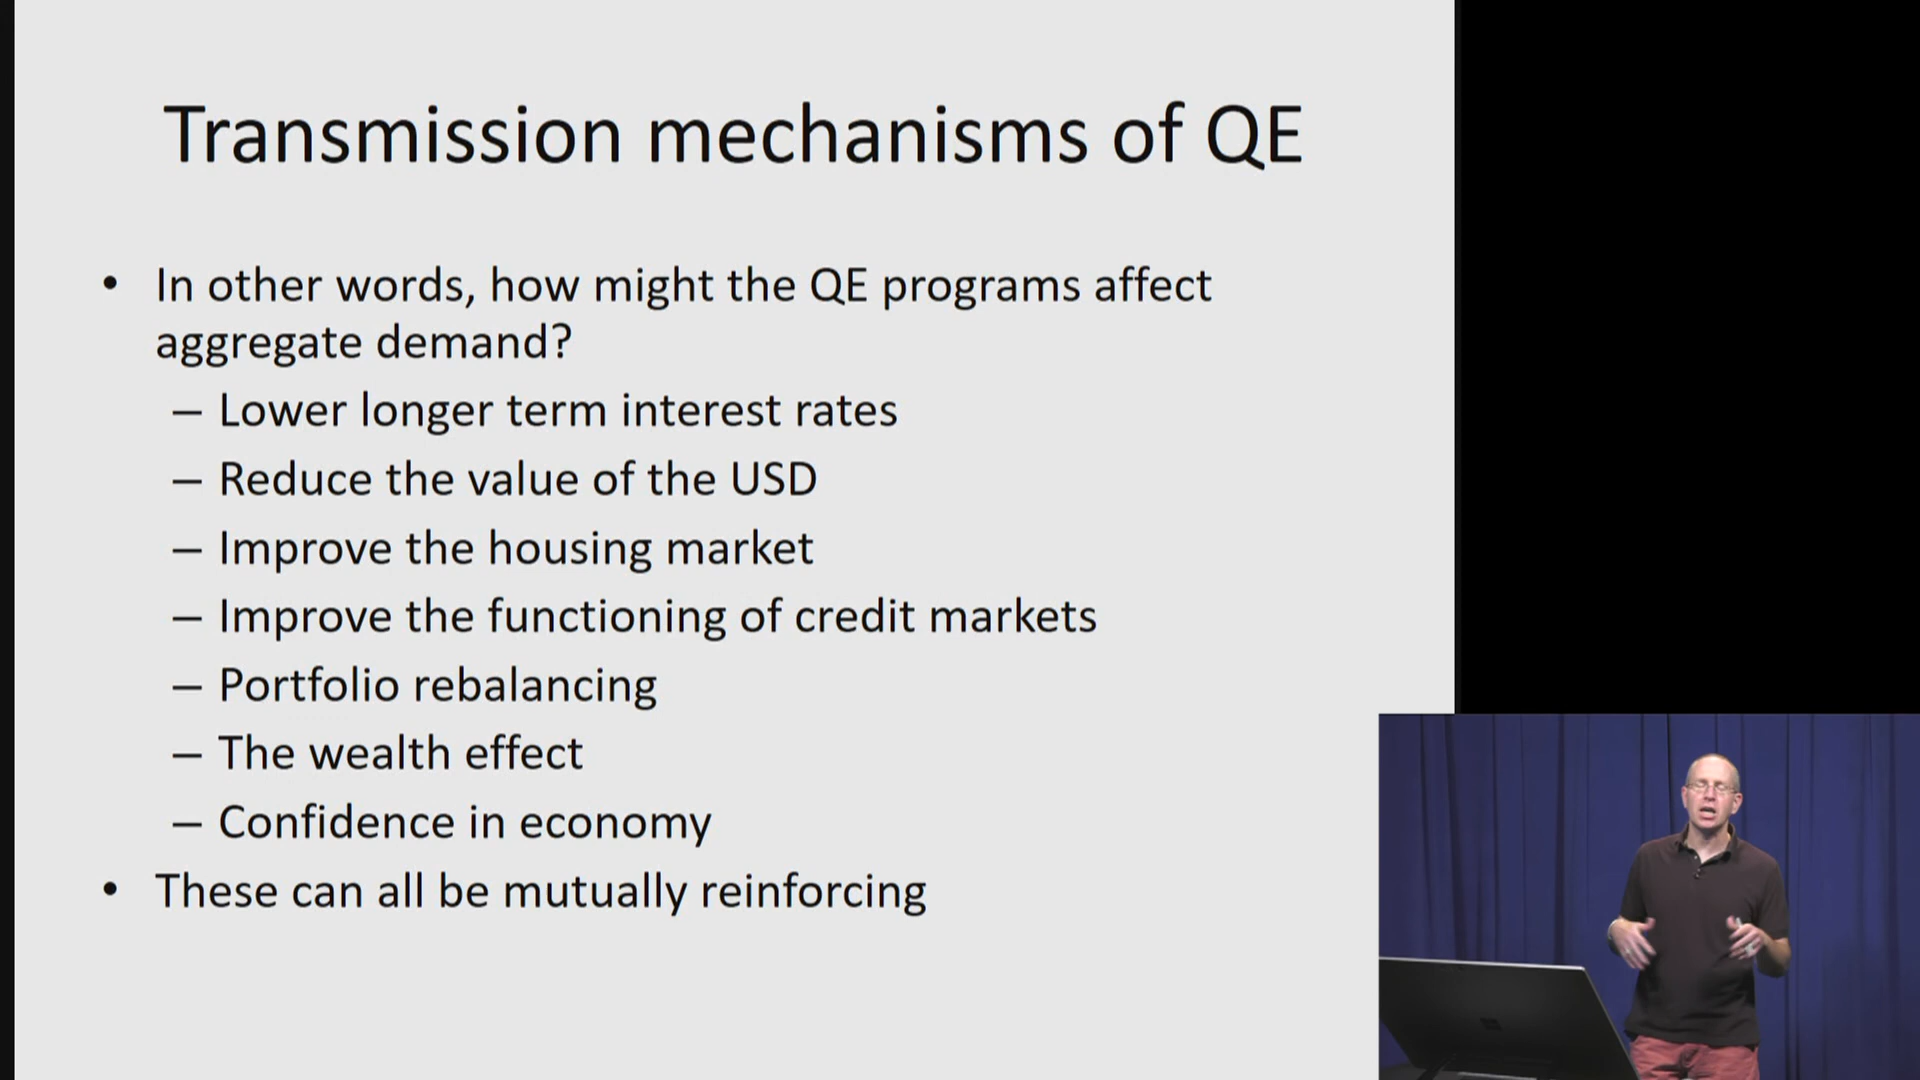 Transmission mechanisms of QE
• In other words, how might the QE programs affect
aggregate demand?
– Lower longer term interest rates
– Reduce the value of the USD
– Improve the housing market
– Improve the functioning of credit markets
– Portfolio rebalancing
– The wealth effect
– Confidence in economy
• These can all be mutually reinforcing